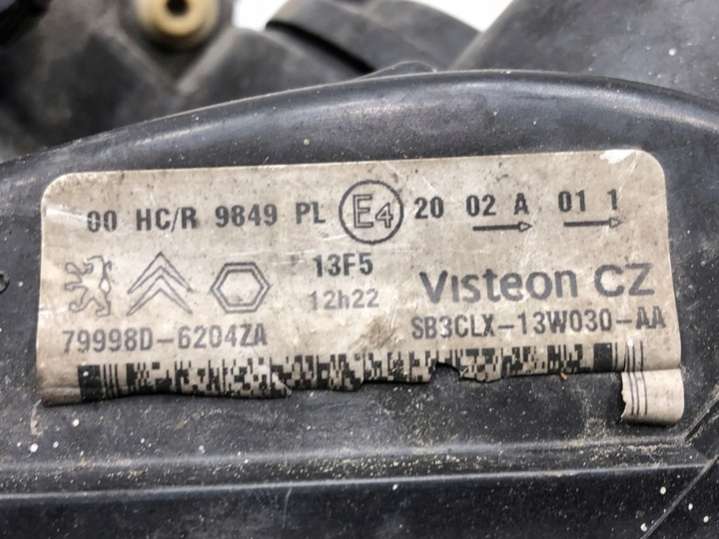 00 HC/R 9849 PL E4 20 02 A 01 1
13F5
12h22
Visteon CZ
79998D-6204ZA
SB3CLX-13W030-AA